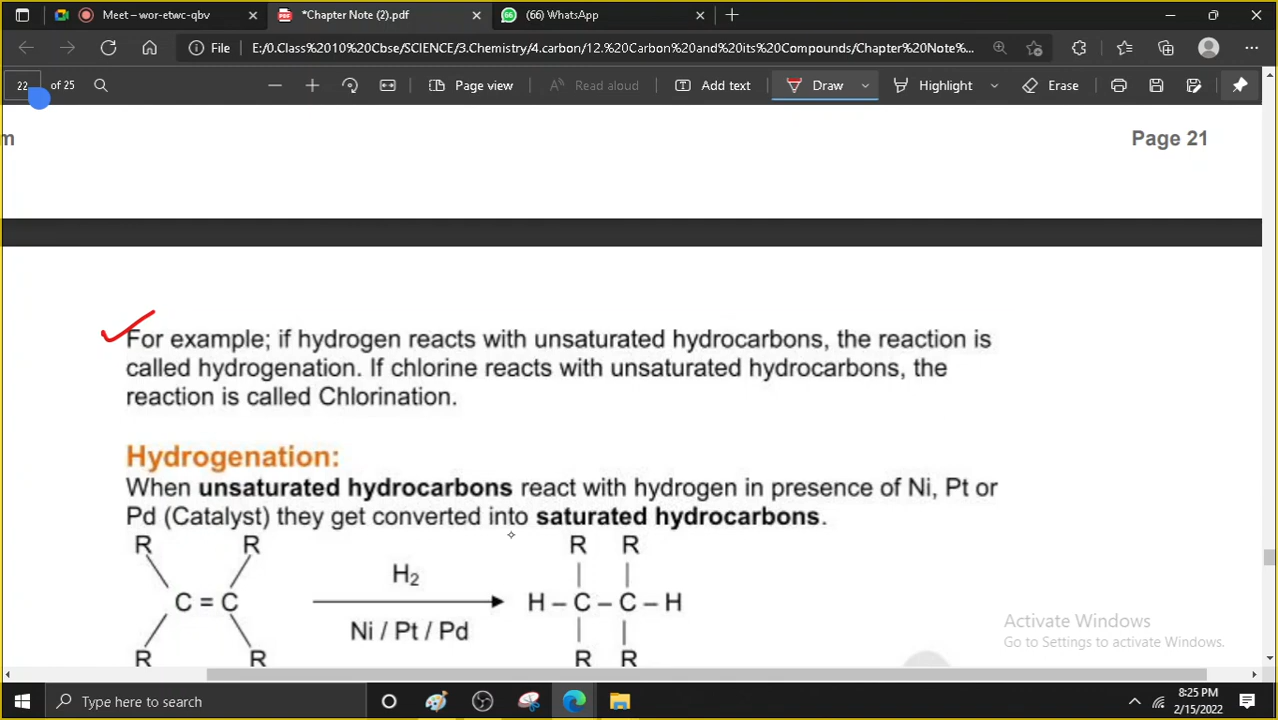 Meet – wor-etwc-qbv
*Chapter Note (2).pdf
(66) WhatsApp
File
E:/0.Class%2010%20Cbse/SCIENCE/3.Chemistry/4.carbon/12.%20Carbon%20and%20its%20Compounds/Chapter%20Note%...
22 of 25
Page view
Read aloud
Add text
Draw
Highlight
Erase
m
Page 21
For example; if hydrogen reacts with unsaturated hydrocarbons, the reaction is
called hydrogenation. If chlorine reacts with unsaturated hydrocarbons, the
reaction is called Chlorination.
Hydrogenation:
When unsaturated hydrocarbons react with hydrogen in presence of Ni, Pt or
Pd (Catalyst) they get converted into saturated hydrocarbons.
R R R R
H₂
C = C H – C – C – H
Ni / Pt / Pd
R R R R
Activate Windows
Go to Settings to activate Windows.
Type here to search
8:25 PM
2/15/2022